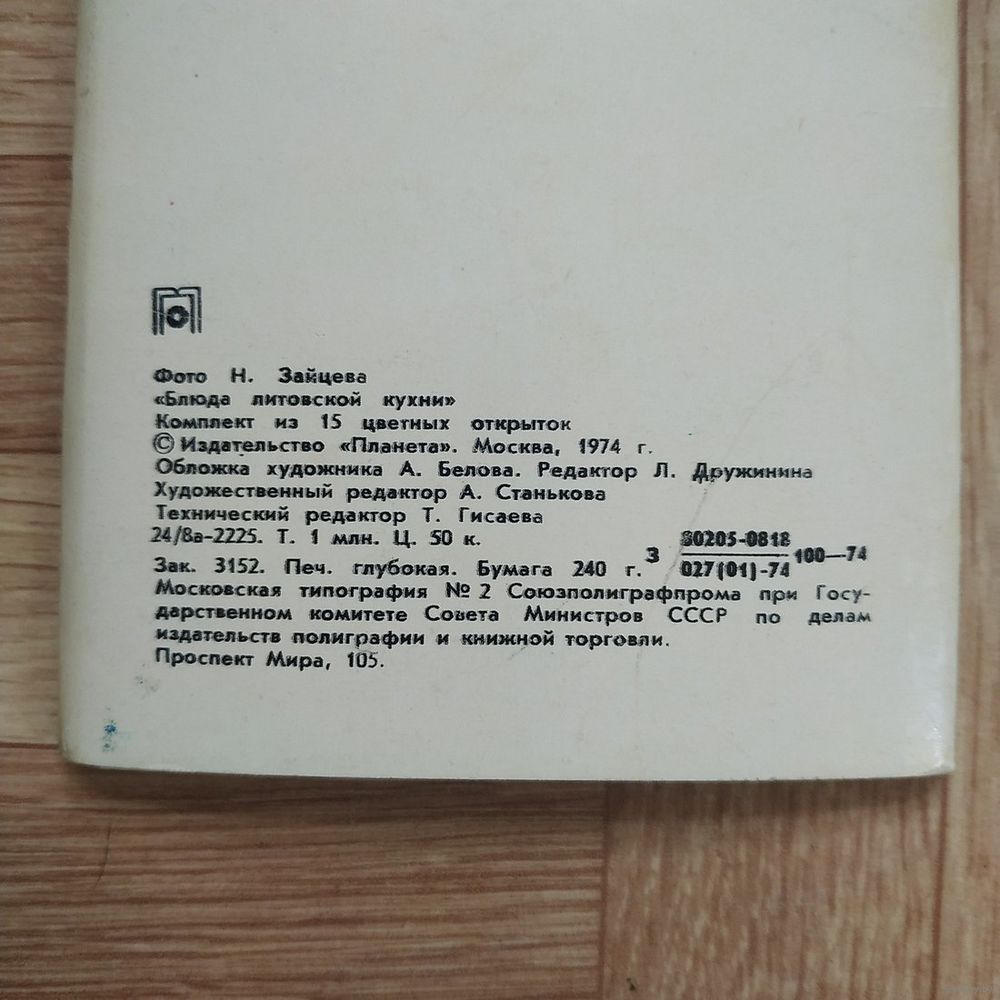 Фото Н. Зайцева
«Блюда литовской кухни»
Комплект из 15 цветных открыток
© Издательство «Планета». Москва, 1974 г.
Обложка художника А. Белова. Редактор Л. Дружинина
Художественный редактор А. Станькова
Технический редактор Т. Гисаева
24/8а-2225. Т. 1 млн. Ц. 50 к.
Зак. 3152. Печ. глубокая. Бумага 240 г.
З 80205-0818 100—74
027(01)-74
Московская типография № 2 Союзполиграфпрома при Госу-
дарственном комитете Совета Министров СССР по делам
издательств полиграфии и книжной торговли.
Проспект Мира, 105.